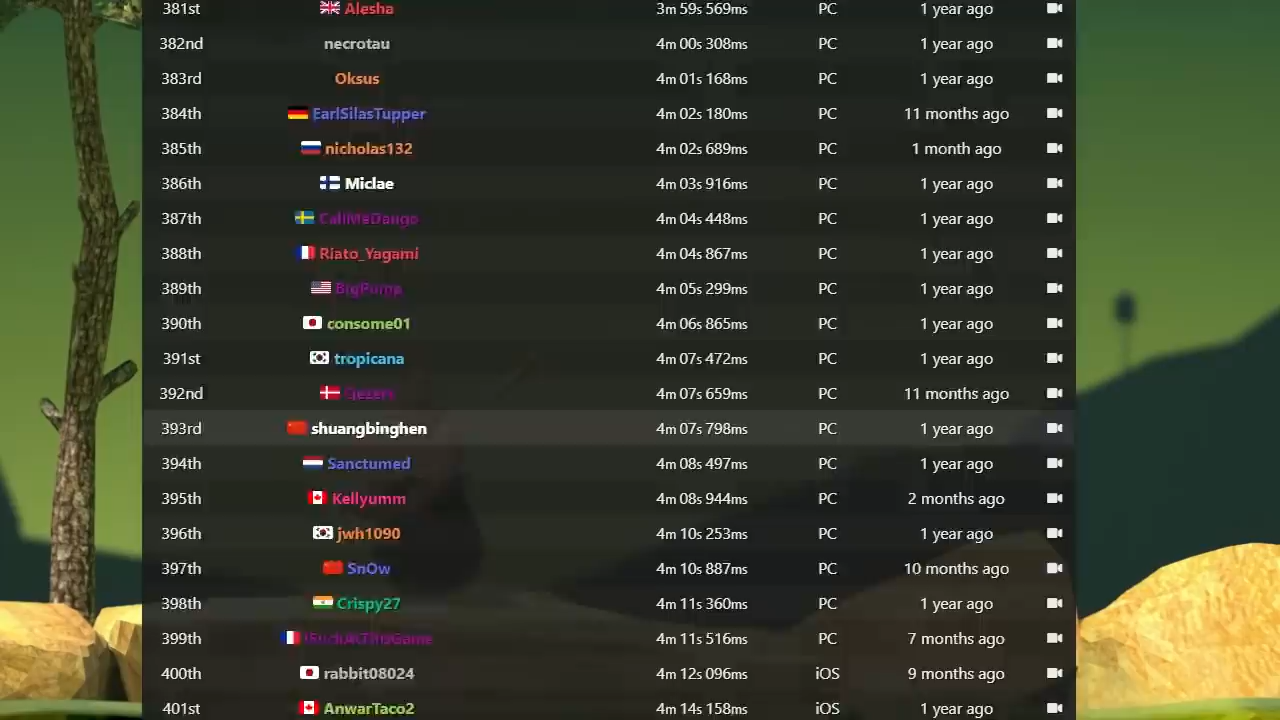 381st Alesha 3m 59s 569ms PC 1 year ago
382nd necrotau 4m 00s 308ms PC 1 year ago
383rd Oksus 4m 01s 168ms PC 1 year ago
384th EarlSilasTupper 4m 02s 180ms PC 11 months ago
385th nicholas132 4m 02s 689ms PC 1 month ago
386th Miclae 4m 03s 916ms PC 1 year ago
387th CallMeDango 4m 04s 448ms PC 1 year ago
388th Riato_Yagami 4m 04s 867ms PC 1 year ago
389th BigPump 4m 05s 299ms PC 1 year ago
390th consome01 4m 06s 865ms PC 1 year ago
391st tropicana 4m 07s 472ms PC 1 year ago
392nd 4m 07s 659ms PC 11 months ago
393rd shuangbinghen 4m 07s 798ms PC 1 year ago
394th Sanctumed 4m 08s 497ms PC 1 year ago
395th Kellyumm 4m 08s 944ms PC 2 months ago
396th jwh1090 4m 10s 253ms PC 1 year ago
397th SnOw 4m 10s 887ms PC 10 months ago
398th Crispy27 4m 11s 360ms PC 1 year ago
399th ISuckAtThisGame 4m 11s 516ms PC 7 months ago
400th rabbit08024 4m 12s 096ms iOS 9 months ago
401st AnwarTaco2 4m 14s 158ms iOS 1 year ago